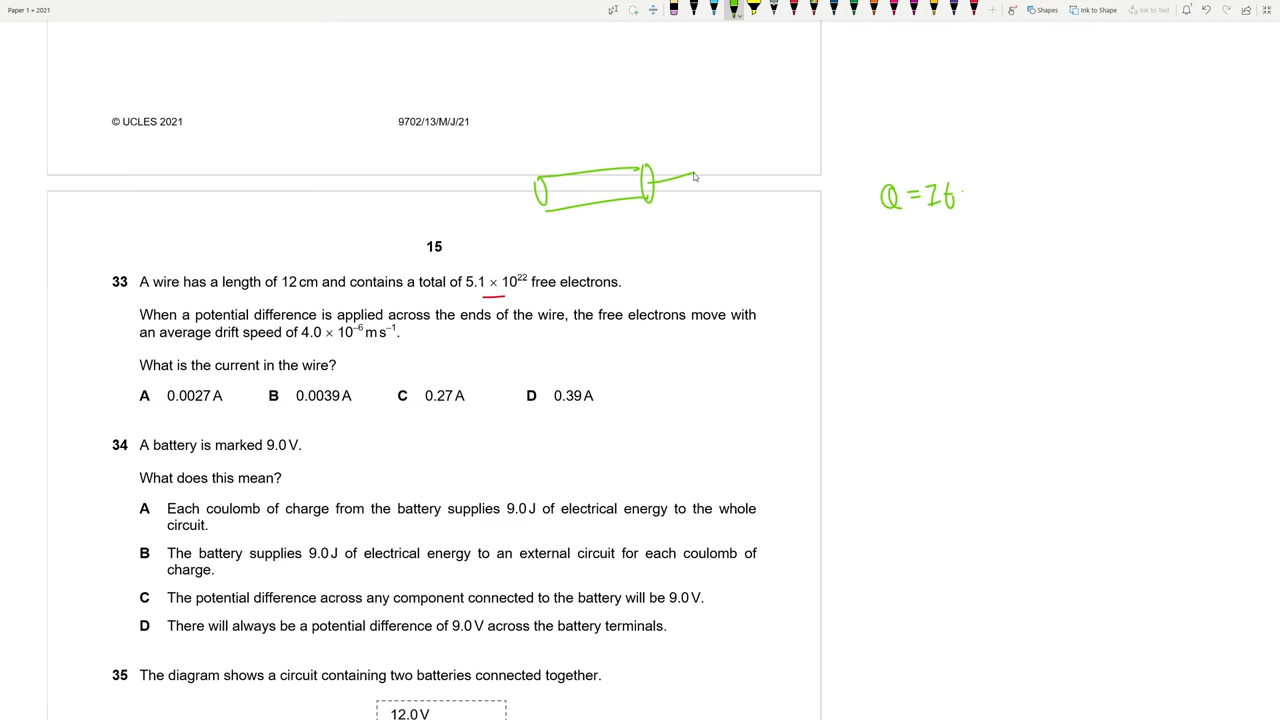 Paper 1 » 2021
Shapes
Ink to Shape
Ink to Text
© UCLES 2021
9702/13/M/J/21
Q = It
15
33 A wire has a length of 12 cm and contains a total of 5.1 × 10²² free electrons.
When a potential difference is applied across the ends of the wire, the free electrons move with
an average drift speed of 4.0 × 10⁻⁶ m s⁻¹.
What is the current in the wire?
A 0.0027 A B 0.0039 A C 0.27 A D 0.39 A
34 A battery is marked 9.0 V.
What does this mean?
A Each coulomb of charge from the battery supplies 9.0 J of electrical energy to the whole
circuit.
B The battery supplies 9.0 J of electrical energy to an external circuit for each coulomb of
charge.
C The potential difference across any component connected to the battery will be 9.0 V.
D There will always be a potential difference of 9.0 V across the battery terminals.
35 The diagram shows a circuit containing two batteries connected together.
12.0 V